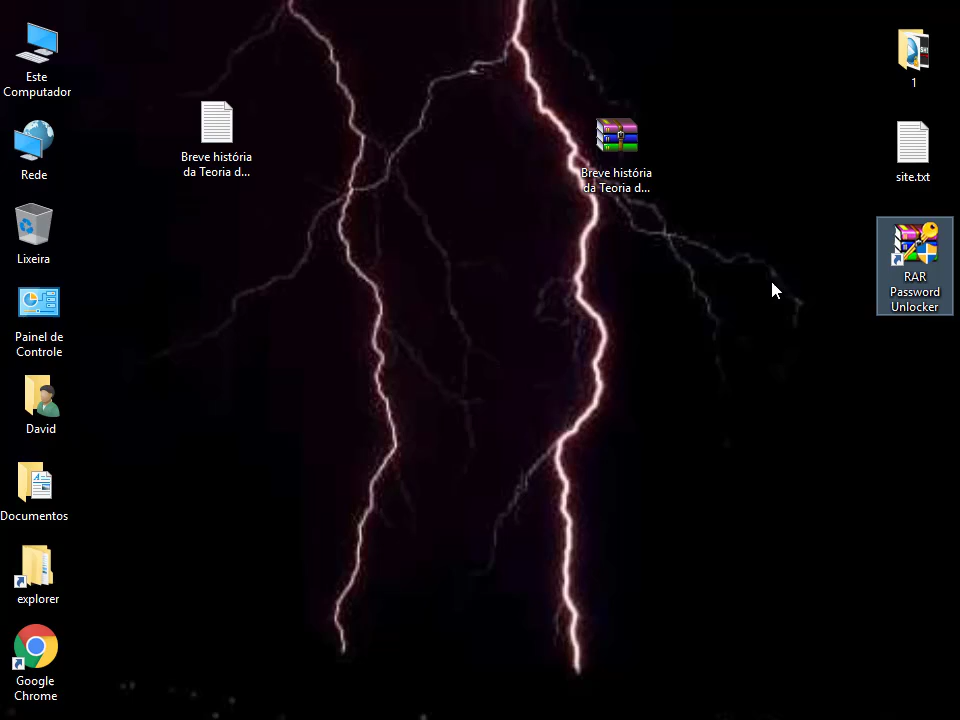 Este
Computador
Rede
Lixeira
Painel de
Controle
David
Documentos
explorer
Google
Chrome
Breve história
da Teoria d...
Breve história
da Teoria d...
1
site.txt
RAR
Password
Unlocker